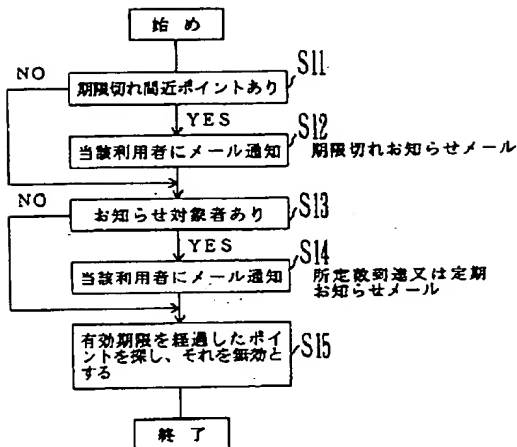 始め
S11
NO
期限切れ間近ポイントあり
YES
S12
当該利用者にメール通知
期限切れお知らせメール
NO
S13
お知らせ対象者あり
YES
S14
当該利用者にメール通知
所定数到達又は定期
お知らせメール
S15
有効期限を経過したポ
イントを探し、それを無効と
する
終了